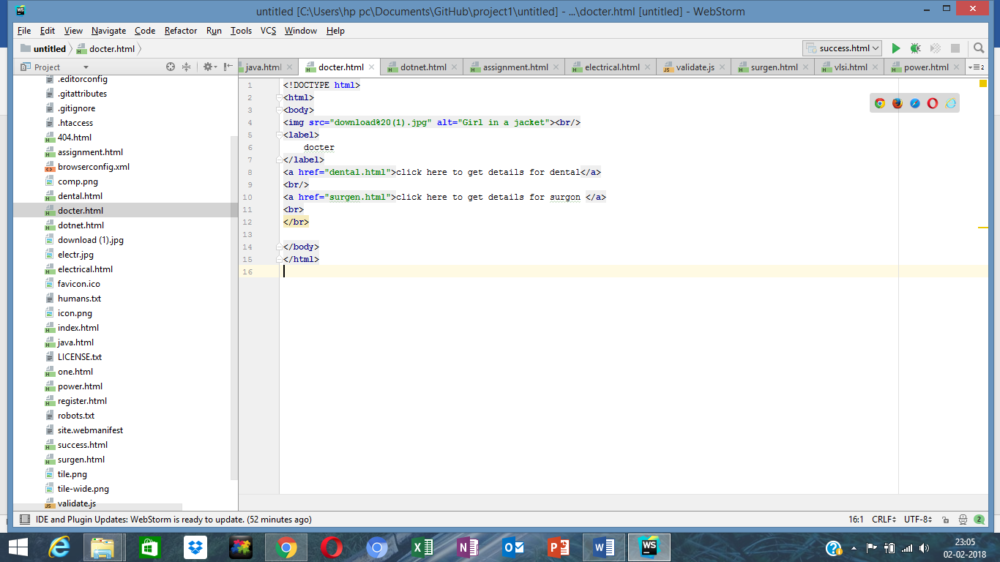 untitled [C:\Users\hp pc\Documents\GitHub\project1\untitled] - ...\docter.html [untitled] - WebStorm
File Edit View Navigate Code Refactor Run Tools VCS Window Help
untitled docter.html success.html
Project
java.html docter.html dotnet.html assignment.html electrical.html validate.js surgen.html vlsi.html power.html 2
.editorconfig
.gitattributes
.gitignore
.htaccess
404.html
assignment.html
browserconfig.xml
comp.png
dental.html
docter.html
dotnet.html
download (1).jpg
electr.jpg
electrical.html
favicon.ico
humans.txt
icon.png
index.html
java.html
LICENSE.txt
one.html
power.html
register.html
robots.txt
site.webmanifest
success.html
surgen.html
tile.png
tile-wide.png
validate.js
1 <!DOCTYPE html>
2 <html>
3 <body>
4 <img src="download%20(1).jpg" alt="Girl in a jacket"><br/>
5 <label>
6 docter
7 </label>
8 <a href="dental.html">click here to get details for dental</a>
9 <br/>
10 <a href="surgen.html">click here to get details for surgon </a>
11 <br>
12 </br>
13
14 </body>
15 </html>
16
IDE and Plugin Updates: WebStorm is ready to update. (52 minutes ago) 16:1 CRLF UTF-8 2
23:05
02-02-2018